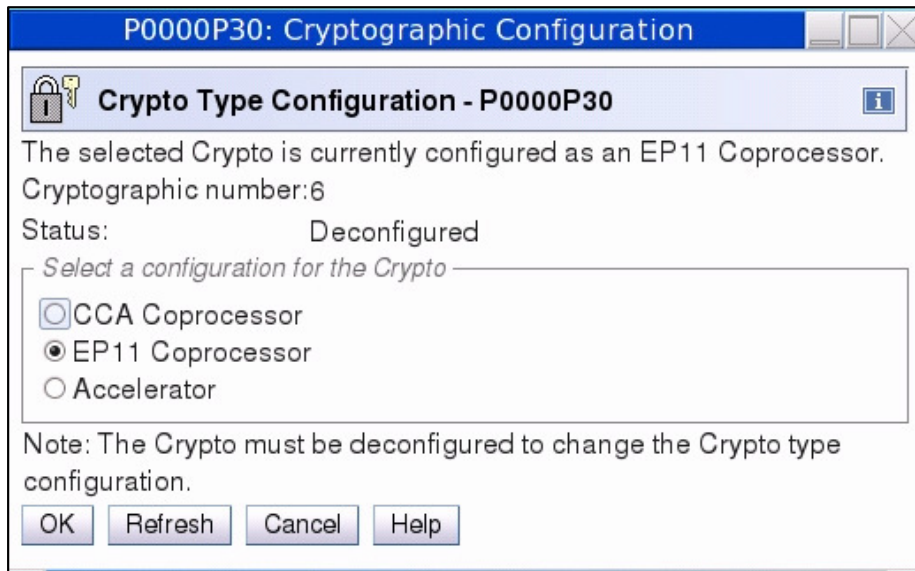 P0000P30: Cryptographic Configuration
Crypto Type Configuration - P0000P30
The selected Crypto is currently configured as an EP11 Coprocessor.
Cryptographic number:6
Status: Deconfigured
Select a configuration for the Crypto
CCA Coprocessor
EP11 Coprocessor
Accelerator
Note: The Crypto must be deconfigured to change the Crypto type
configuration.
OK Refresh Cancel Help